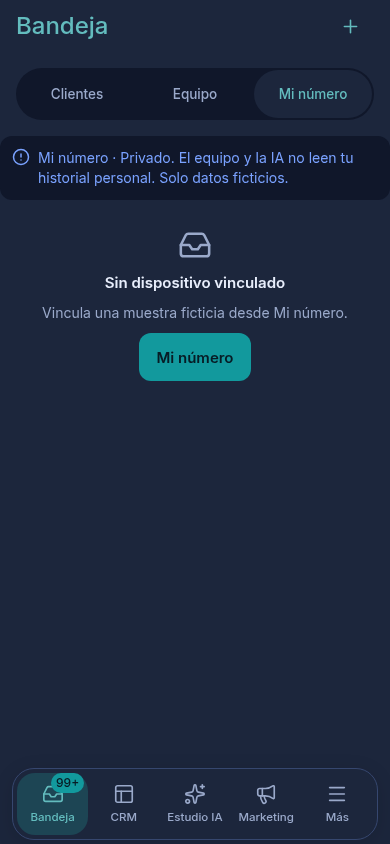 Bandeja
Clientes
Equipo
Mi número
Mi número · Privado. El equipo y la IA no leen tu
historial personal. Solo datos ficticios.
Sin dispositivo vinculado
Vincula una muestra ficticia desde Mi número.
Mi número
99+
Bandeja
CRM
Estudio IA
Marketing
Más